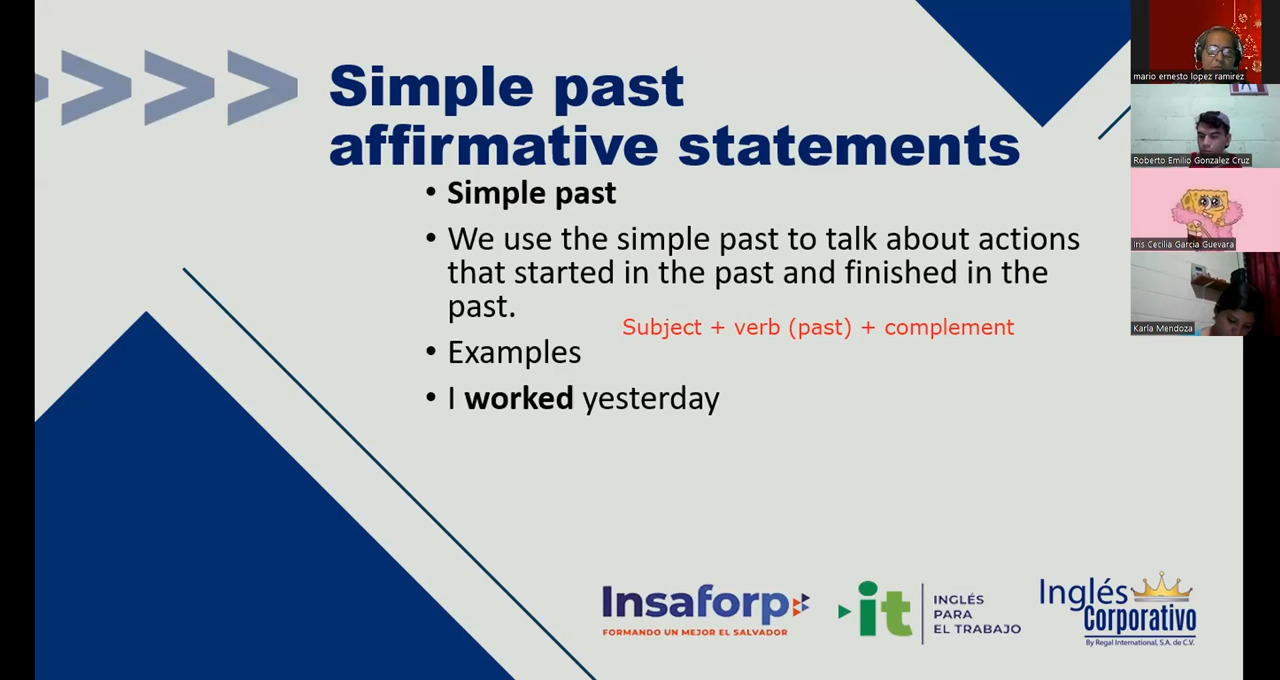 Simple past
affirmative statements
• Simple past
• We use the simple past to talk about actions
that started in the past and finished in the
past.
Subject + verb (past) + complement
• Examples
• I worked yesterday
mario ernesto lopez ramirez
Roberto Emilio Gonzalez Cruz
Iris Cecilia Garcia Guevara
Karla Mendoza
Insaforp
FORMANDO UN MEJOR EL SALVADOR
it
INGLÉS
PARA
EL TRABAJO
Inglés
Corporativo
By Regal International, S.A. de C.V.